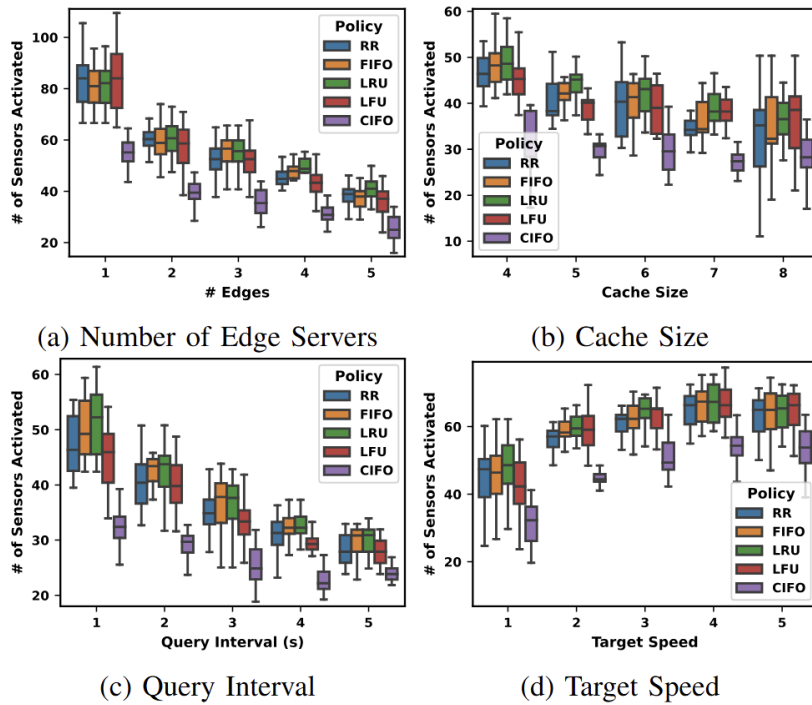 # of Sensors Activated
100
80
60
40
20
Policy
RR
FIFO
LRU
LFU
CIFO
1 2 3 4 5
# Edges
(a) Number of Edge Servers
# of Sensors Activated
60
50
40
30
20
10
Policy
RR
FIFO
LRU
LFU
CIFO
4 5 6 7 8
Cache Size
(b) Cache Size
# of Sensors Activated
60
50
40
30
20
Policy
RR
FIFO
LRU
LFU
CIFO
1 2 3 4 5
Query Interval (s)
(c) Query Interval
# of Sensors Activated
80
60
40
20
Policy
RR
FIFO
LRU
LFU
CIFO
1 2 3 4 5
Target Speed
(d) Target Speed